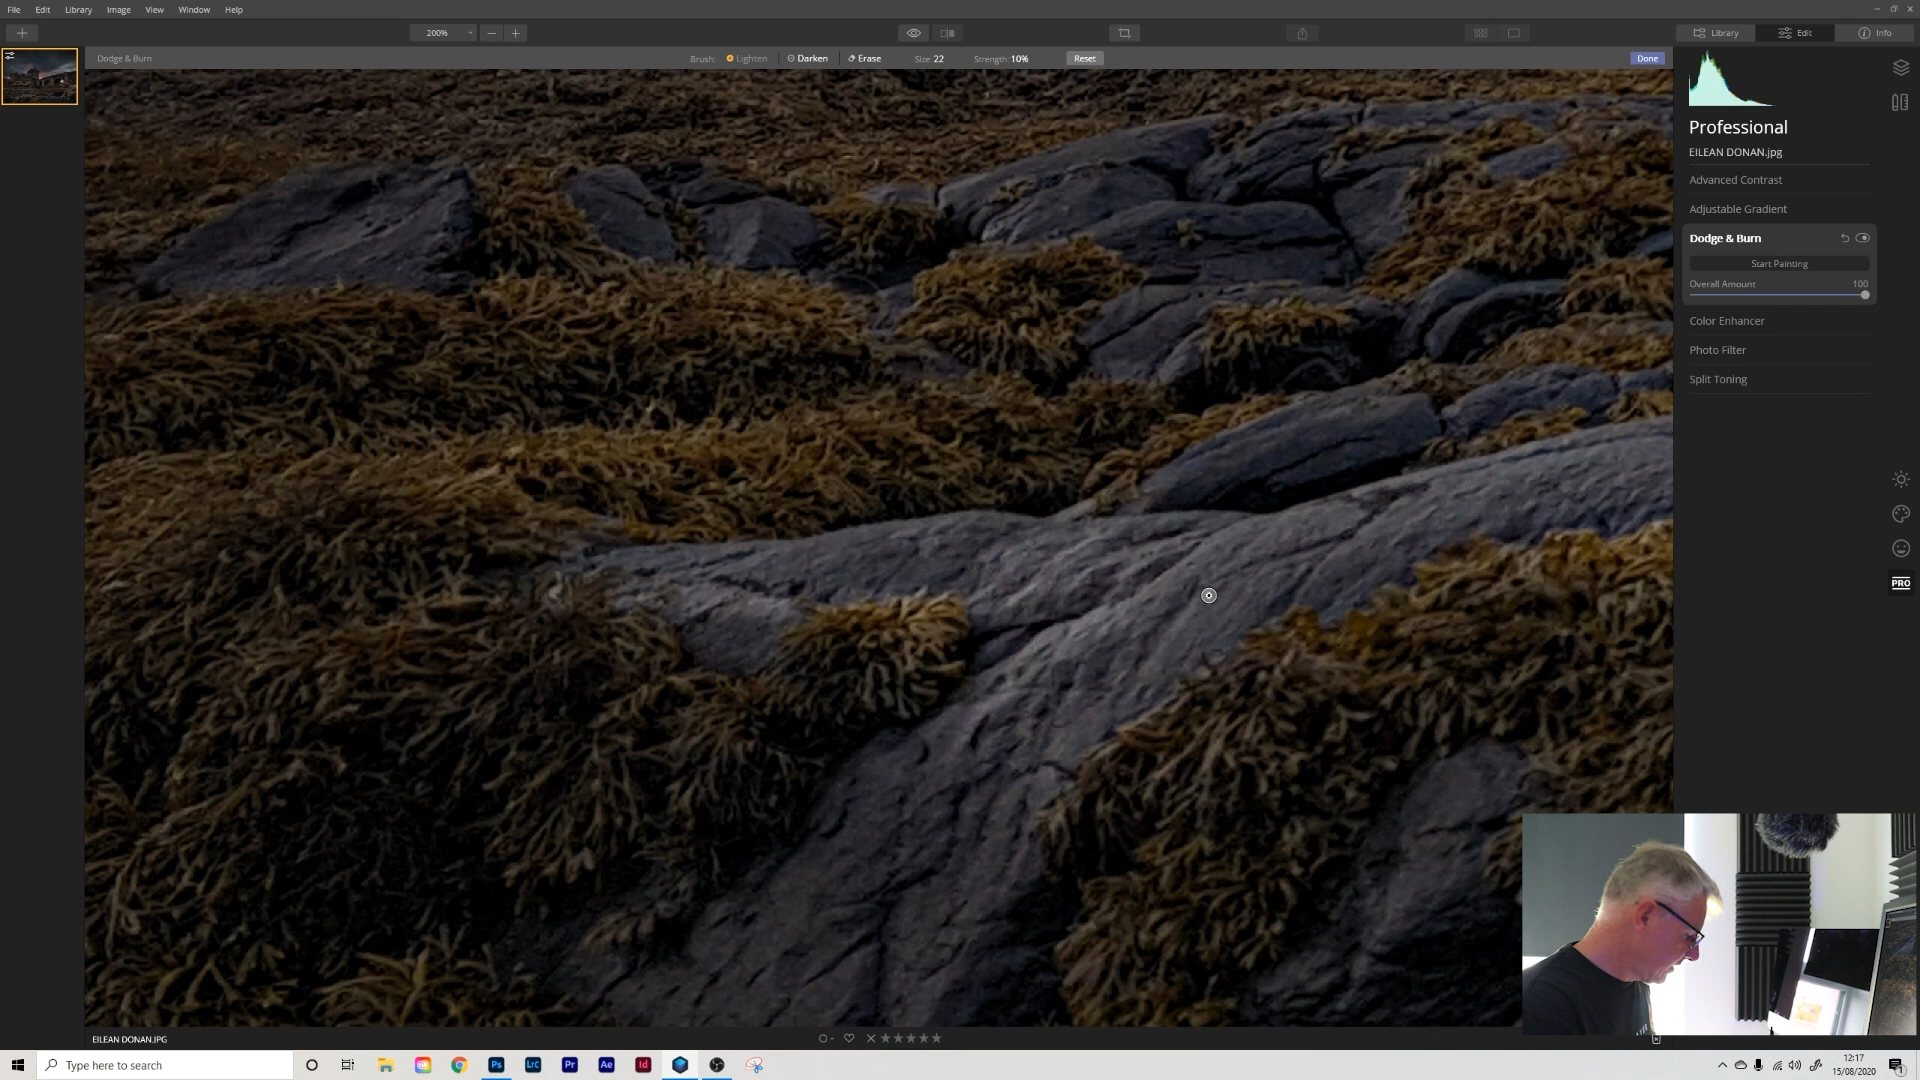 File Edit Library Image View Window Help
200%
Library Edit Info
Dodge & Burn Brush: Lighten Darken Erase Size: 22 Strength: 10% Reset Done
Professional
EILEAN DONAN.jpg
Advanced Contrast
Adjustable Gradient
Dodge & Burn
Start Painting
Overall Amount 100
Color Enhancer
Photo Filter
Split Toning
PRO
EILEAN DONAN.JPG
Type here to search
Ps LrC Pr Ae Id
12:17
15/08/2020
1